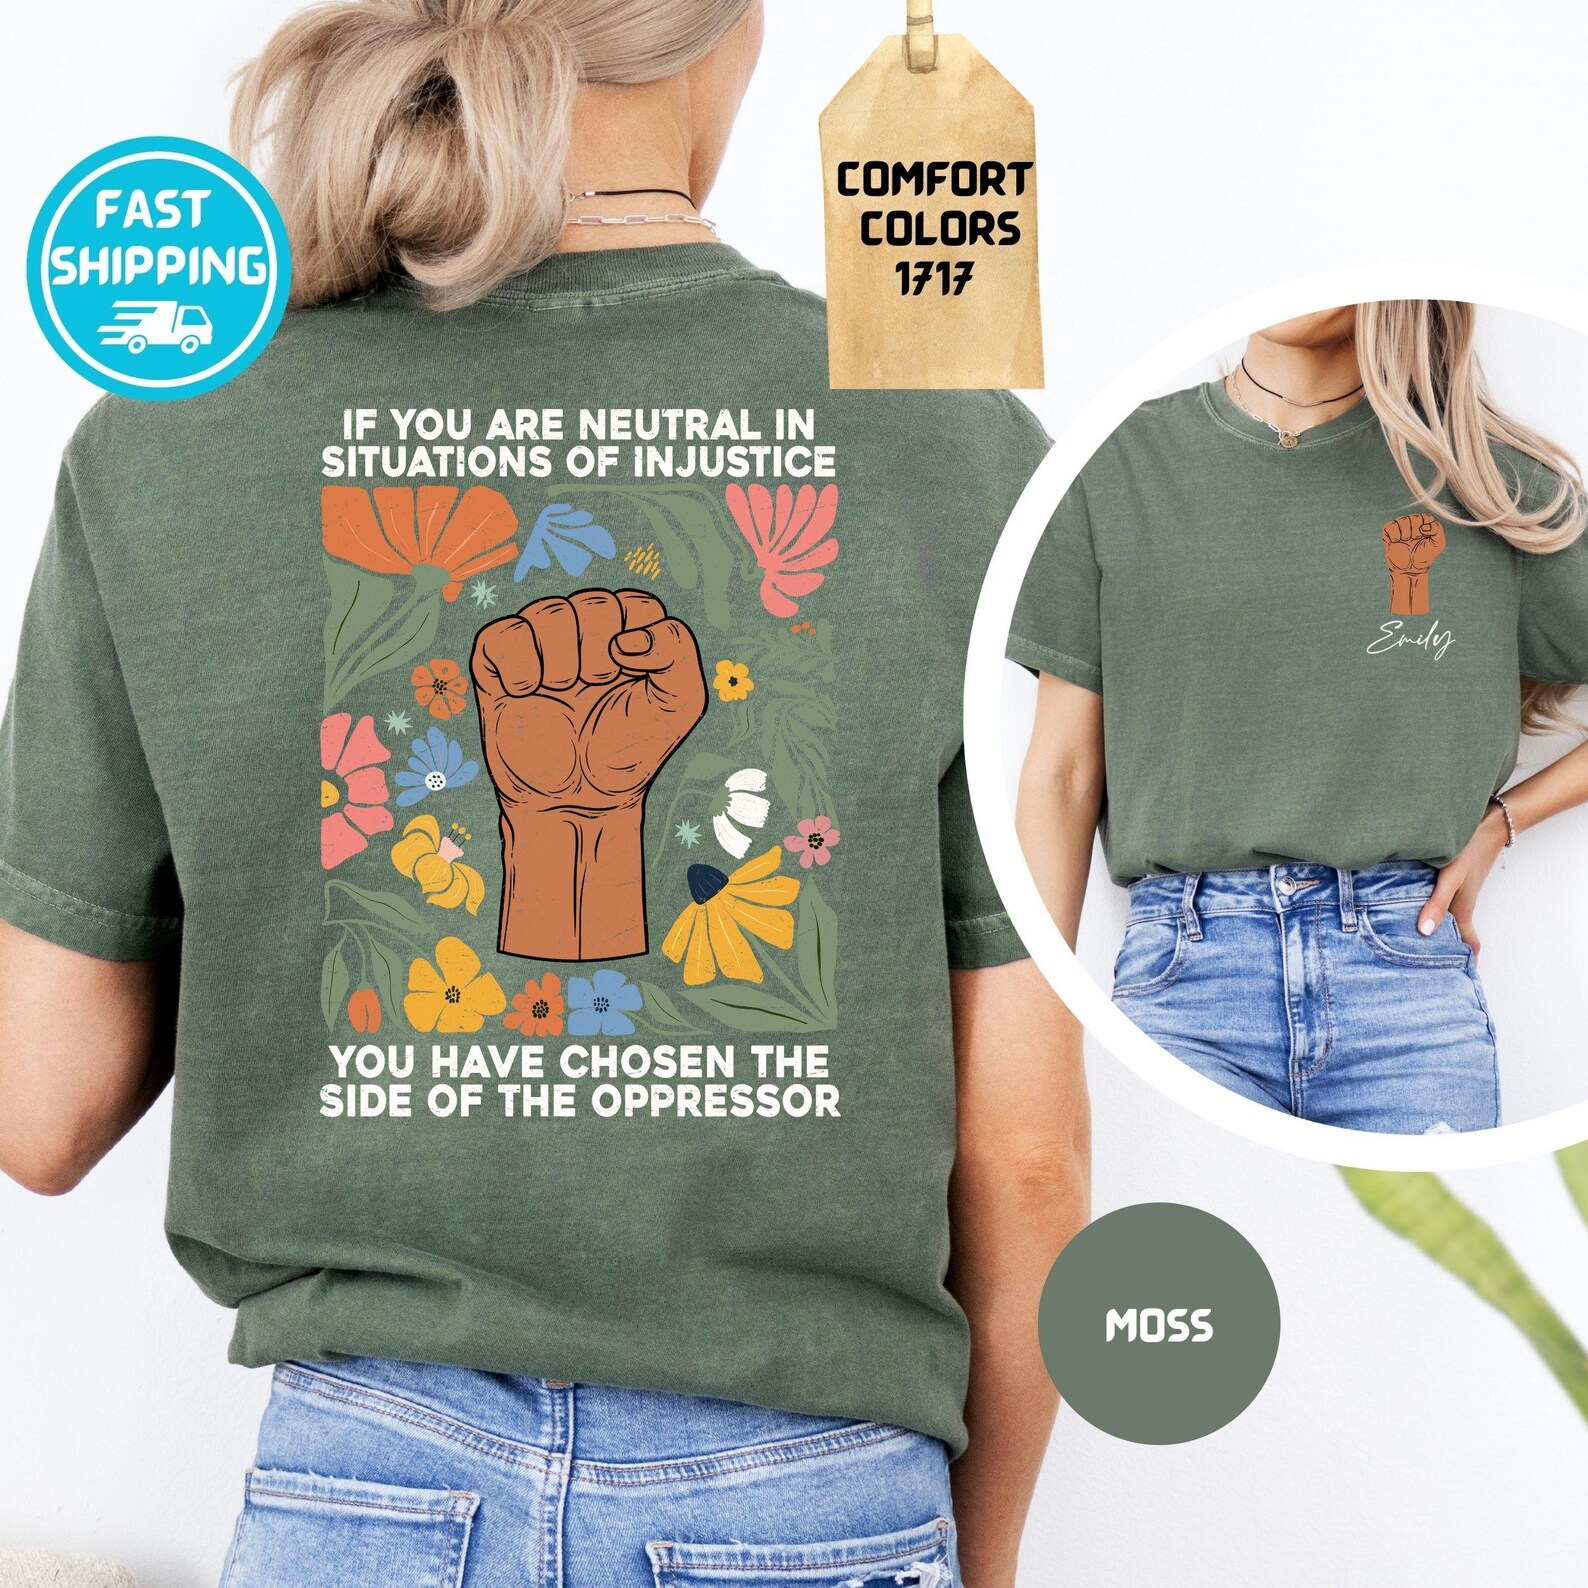 FAST
SHIPPING
COMFORT
COLORS
1717
IF YOU ARE NEUTRAL IN
SITUATIONS OF INJUSTICE
YOU HAVE CHOSEN THE
SIDE OF THE OPPRESSOR
Emily
MOSS